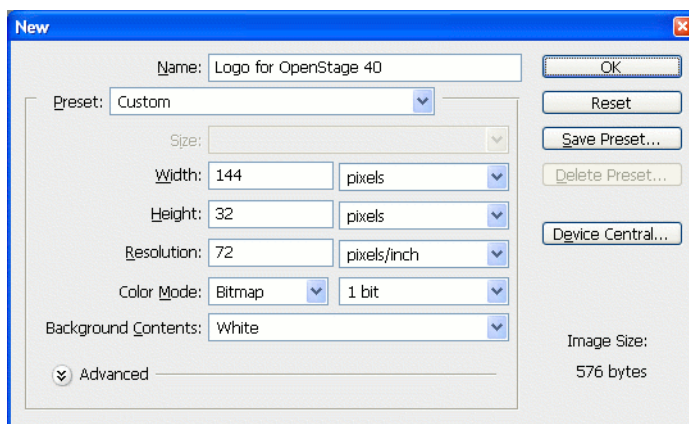 New
Name: Logo for OpenStage 40
OK
Preset: Custom
Reset
Size:
Save Preset...
Width: 144 pixels
Delete Preset...
Height: 32 pixels
Device Central...
Resolution: 72 pixels/inch
Color Mode: Bitmap 1 bit
Background Contents: White
Image Size:
576 bytes
Advanced